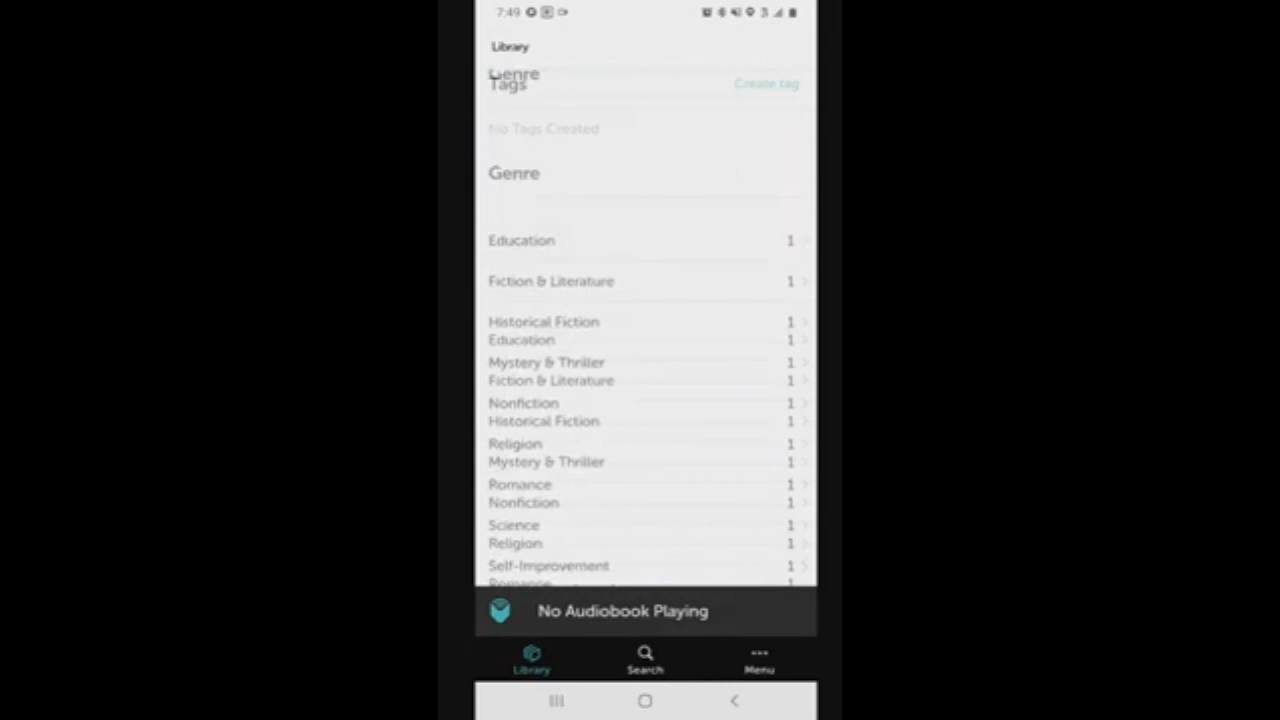 7:49
Library
Genre
Tags Create tag
No Tags Created
Genre
Education 1
Fiction & Literature 1
Historical Fiction 1
Education 1
Mystery & Thriller 1
Fiction & Literature 1
Nonfiction 1
Historical Fiction 1
Religion 1
Mystery & Thriller 1
Romance 1
Nonfiction 1
Science 1
Religion 1
Self-Improvement 1
Romance 1
No Audiobook Playing
Library Search Menu